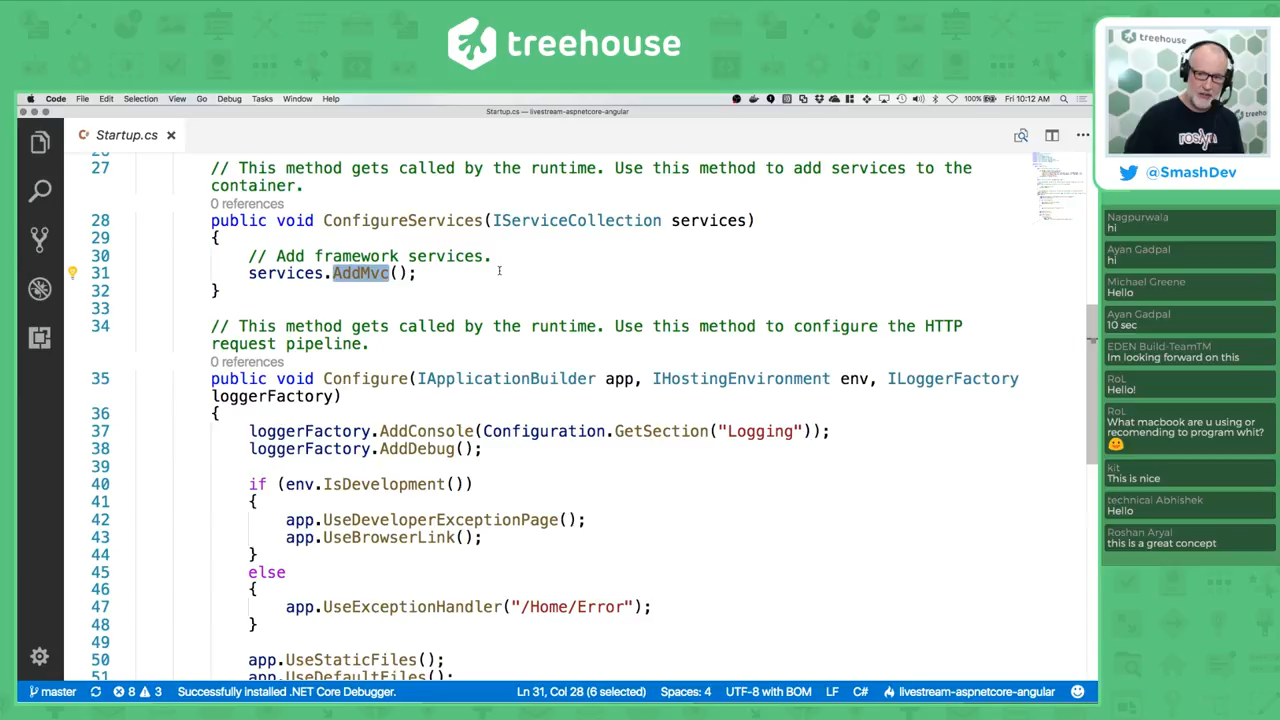 treehouse
Code File Edit Selection View Go Debug Tasks Window Help
100% Fri 10:12 AM
Startup.cs — livestream-aspnetcore-angular
Startup.cs
27 // This method gets called by the runtime. Use this method to add services to the
container.
0 references
28 public void ConfigureServices(IServiceCollection services)
29 {
30 // Add framework services.
31 services.AddMvc();
32 }
33
34 // This method gets called by the runtime. Use this method to configure the HTTP
request pipeline.
0 references
35 public void Configure(IApplicationBuilder app, IHostingEnvironment env, ILoggerFactory
loggerFactory)
36 {
37 loggerFactory.AddConsole(Configuration.GetSection("Logging"));
38 loggerFactory.AddDebug();
39
40 if (env.IsDevelopment())
41 {
42 app.UseDeveloperExceptionPage();
43 app.UseBrowserLink();
44 }
45 else
46 {
47 app.UseExceptionHandler("/Home/Error");
48 }
49
50 app.UseStaticFiles();
51 app.UseDefaultFiles();
master 8 3 Successfully installed .NET Core Debugger. Ln 31, Col 28 (6 selected) Spaces: 4 UTF-8 with BOM LF C# livestream-aspnetcore-angular
treehouse
roslyn
@SmashDev
Nagpurwala
hi
Ayan Gadpal
hi
Michael Greene
Hello
Ayan Gadpal
10 sec
EDEN Build-TeamTM
Im looking forward on this
RoL
Hello!
RoL
What macbook are u using or
recomending to program whit?
kit
This is nice
technical Abhishek
Hello
Roshan Aryal
this is a great concept